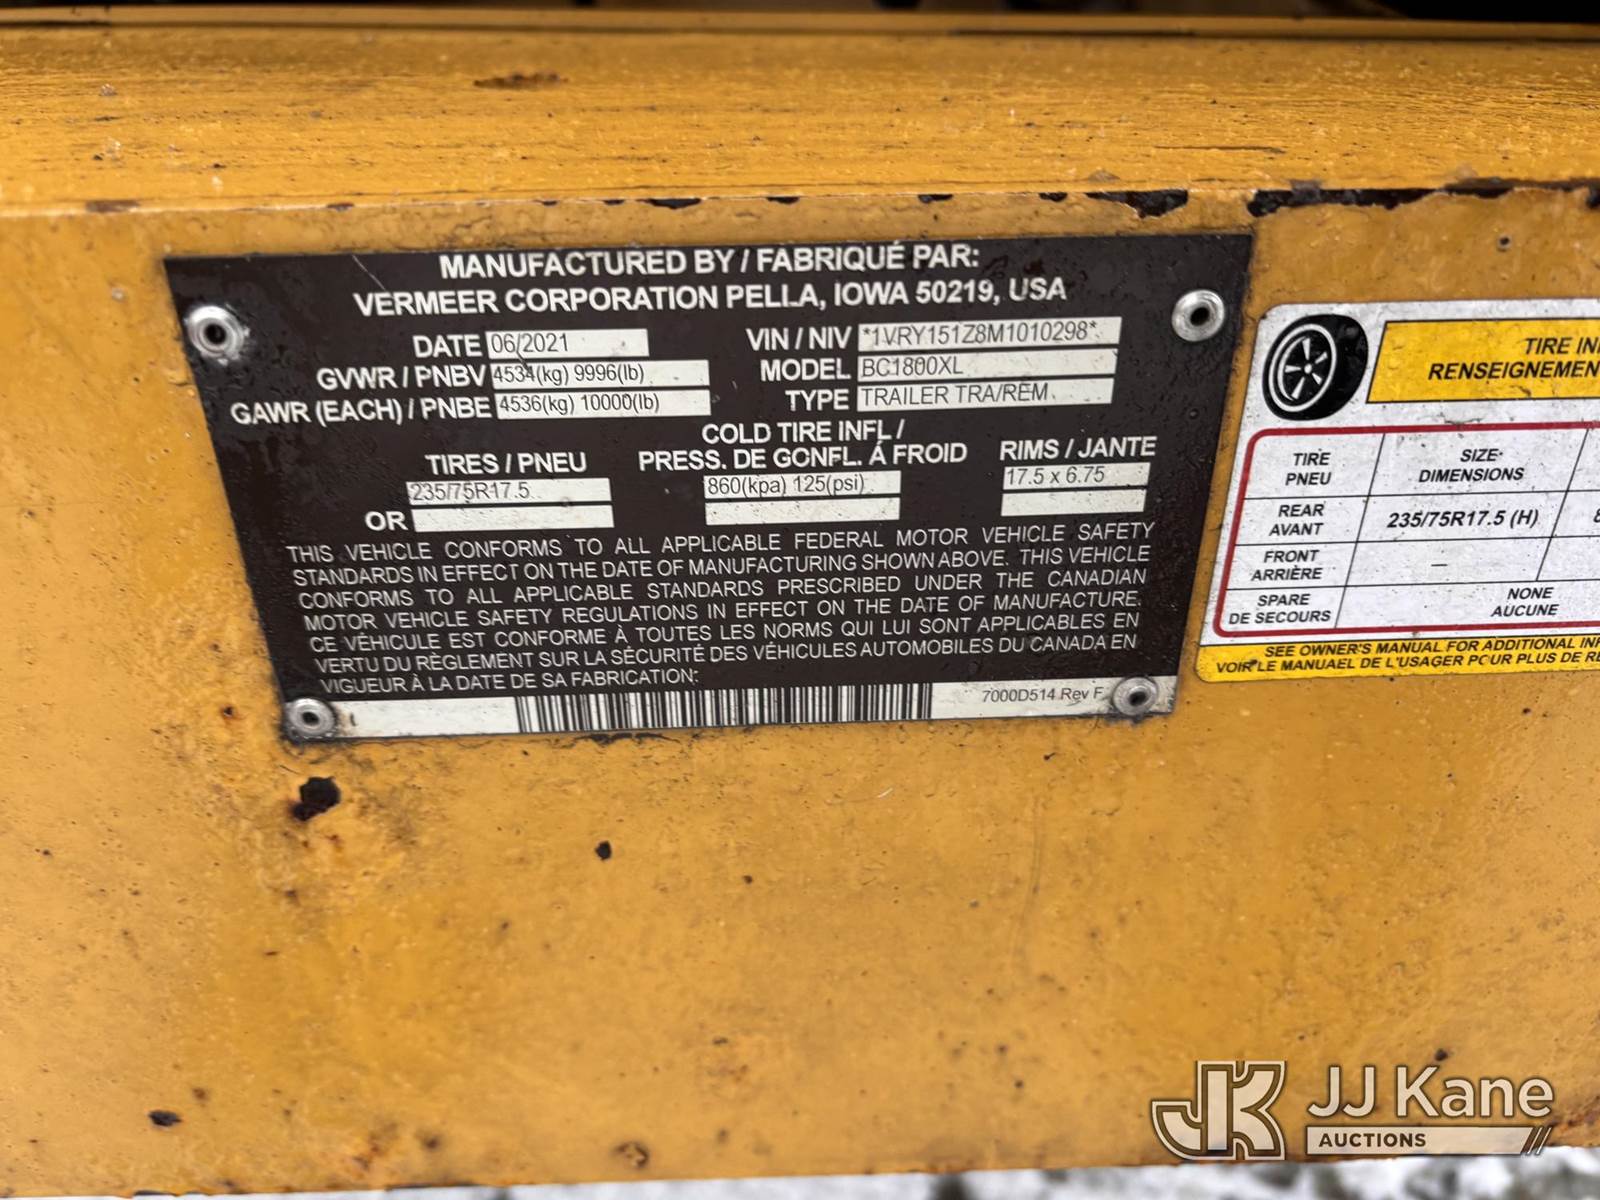 MANUFACTURED BY / FABRIQUÉ PAR:
VERMEER CORPORATION PELLA, IOWA 50219, USA
DATE 06/2021
VIN / NIV *1VRY151Z8M1010298*
GVWR / PNBV 4534(kg) 9996(lb)
MODEL BC1800XL
GAWR (EACH) / PNBE 4536(kg) 10000(lb)
TYPE TRAILER TRA/REM
COLD TIRE INFL /
TIRES / PNEU PRESS. DE GONFL. Á FROID RIMS / JANTE
235/75R17.5 860(kpa) 125(psi) 17.5 x 6.75
OR
THIS VEHICLE CONFORMS TO ALL APPLICABLE FEDERAL MOTOR VEHICLE SAFETY
STANDARDS IN EFFECT ON THE DATE OF MANUFACTURING SHOWN ABOVE. THIS VEHICLE
CONFORMS TO ALL APPLICABLE STANDARDS PRESCRIBED UNDER THE CANADIAN
MOTOR VEHICLE SAFETY REGULATIONS IN EFFECT ON THE DATE OF MANUFACTURE.
CE VÉHICULE EST CONFORME À TOUTES LES NORMS QUI LUI SONT APPLICABLES EN
VERTU DU RÈGLEMENT SUR LA SÉCURITÉ DES VÉHICULES AUTOMOBILES DU CANADA EN
VIGUEUR À LA DATE DE SA FABRICATION:
7000D514 Rev F
TIRE
RENSEIGNEMEN
TIRE
PNEU
SIZE
DIMENSIONS
REAR
AVANT
235/75R17.5 (H)
FRONT
ARRIÈRE
—
SPARE
DE SECOURS
NONE
AUCUNE
SEE OWNER'S MANUAL FOR ADDITIONAL INF
VOIR LE MANUAEL DE L'USAGER POUR PLUS DE RE
JK JJ Kane
AUCTIONS